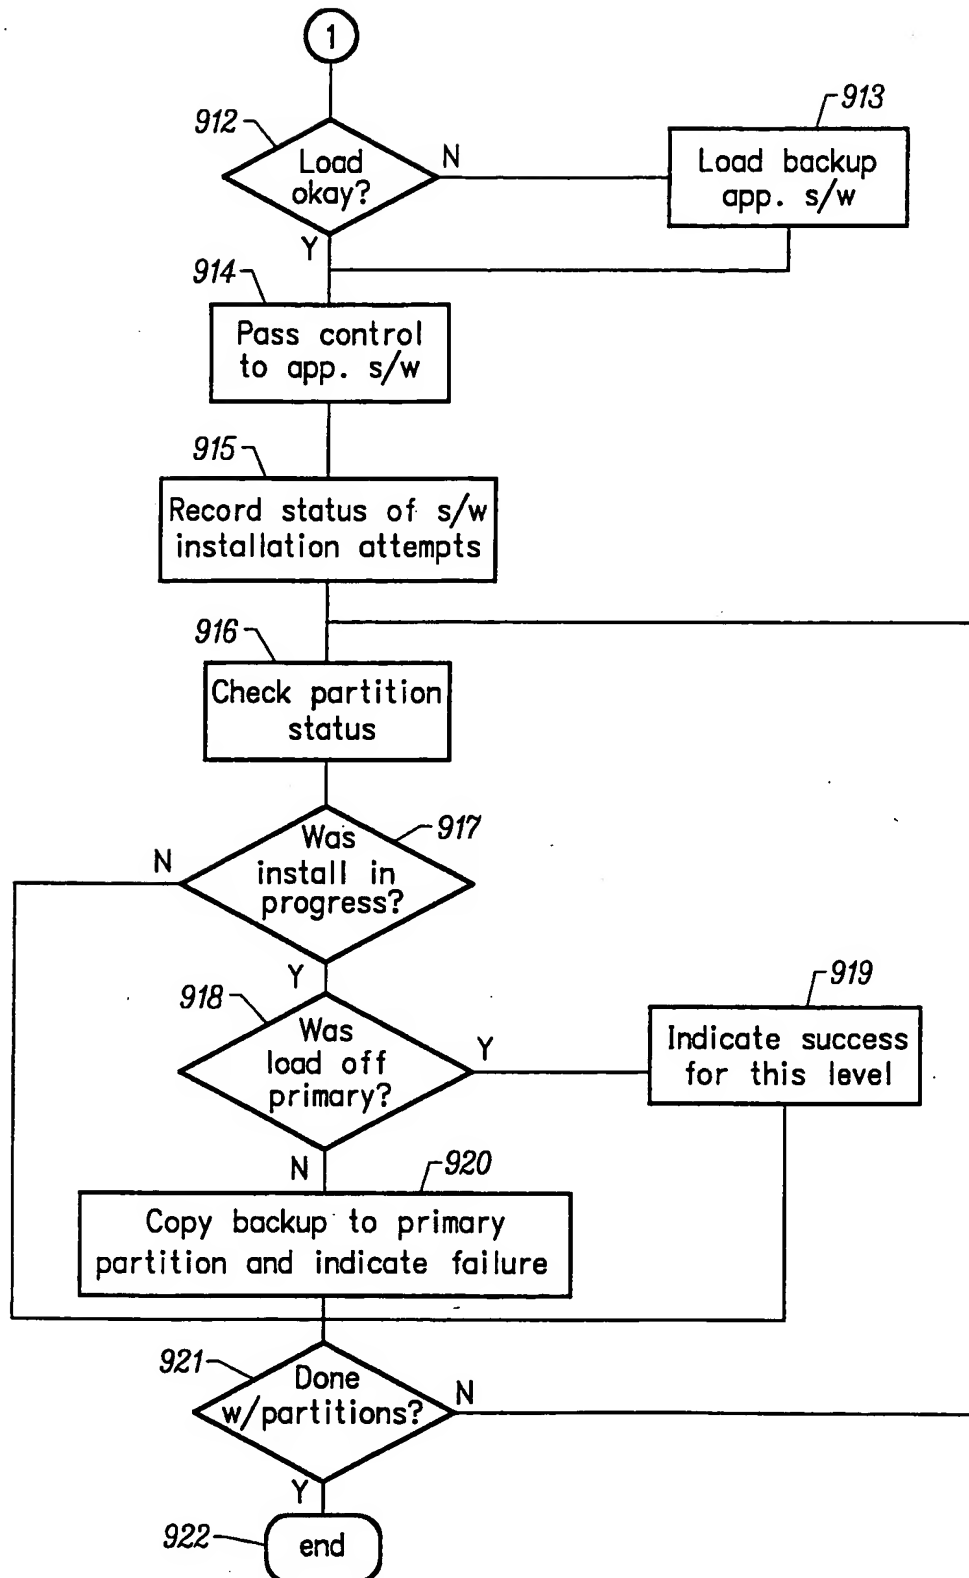 1
912
Load
okay?
N
Y
913
Load backup
app. s/w
914
Pass control
to app. s/w
915
Record status of s/w
installation attempts
916
Check partition
status
917
Was
install in
progress?
N
Y
918
Was
load off
primary?
Y
N
919
Indicate success
for this level
920
Copy backup to primary
partition and indicate failure
921
Done
w/partitions?
N
Y
922
end